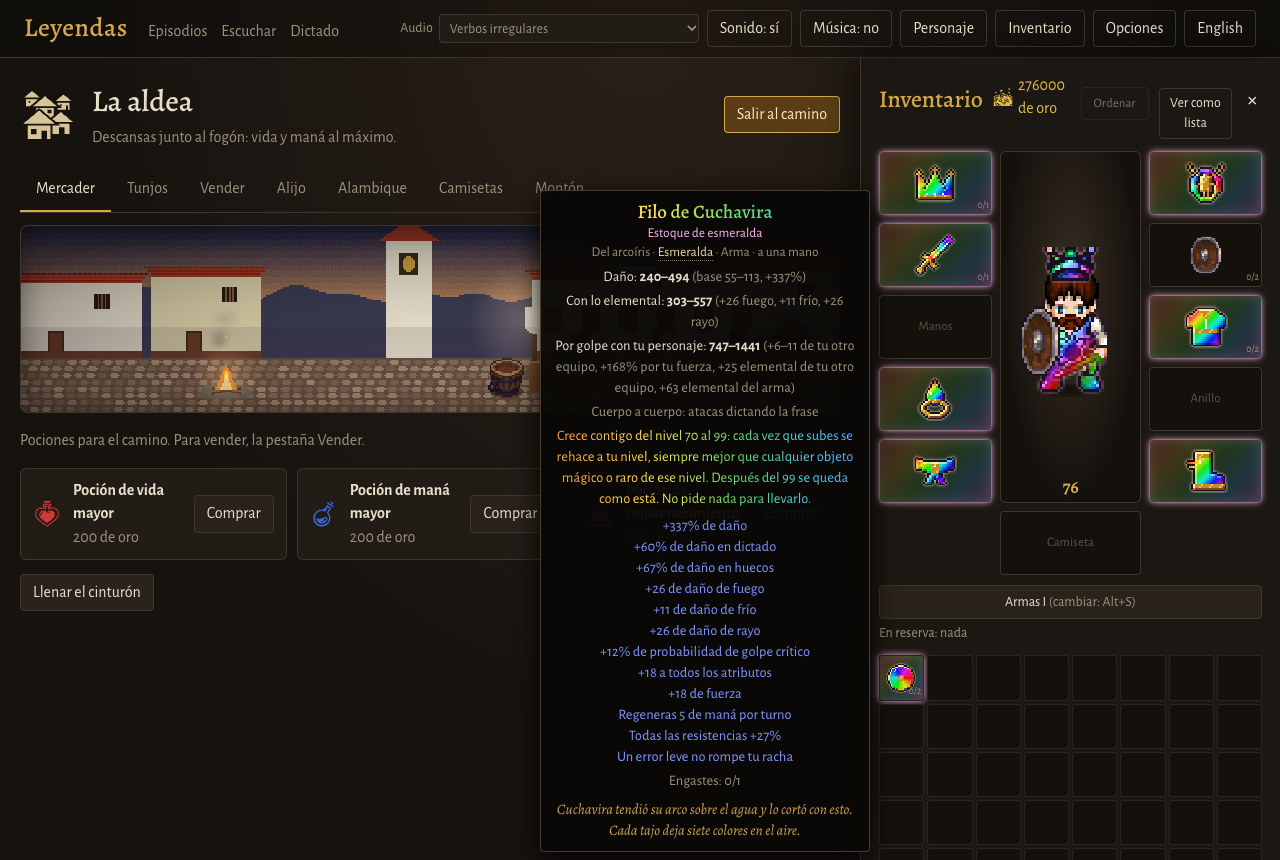 Leyendas
Episodios
Escuchar
Dictado
Audio
Verbos irregulares
Sonido: sí
Música: no
Personaje
Inventario
Opciones
English
La aldea
Descansas junto al fogón: vida y maná al máximo.
Salir al camino
Mercader
Tunjos
Vender
Alijo
Alambique
Camisetas
Montón
Pociones para el camino. Para vender, la pestaña Vender.
Poción de vida
mayor
200 de oro
Comprar
Poción de maná
mayor
200 de oro
Comprar
Llenar el cinturón
Filo de Cuchavira
Estoque de esmeralda
Del arcoíris · Esmeralda · Arma · a una mano
Daño: 240–494 (base 55–113, +337%)
Con lo elemental: 303–557 (+26 fuego, +11 frío, +26
rayo)
Por golpe con tu personaje: 747–1441 (+6–11 de tu otro
equipo, +168% por tu fuerza, +25 elemental de tu otro
equipo, +63 elemental del arma)
Cuerpo a cuerpo: atacas dictando la frase
Crece contigo del nivel 70 al 99: cada vez que subes se
rehace a tu nivel, siempre mejor que cualquier objeto
mágico o raro de ese nivel. Después del 99 se queda
como está. No pide nada para llevarlo.
+337% de daño
+60% de daño en dictado
+67% de daño en huecos
+26 de daño de fuego
+11 de daño de frío
+26 de daño de rayo
+12% de probabilidad de golpe crítico
+18 a todos los atributos
+18 de fuerza
Regeneras 5 de maná por turno
Todas las resistencias +27%
Un error leve no rompe tu racha
Engastes: 0/1
Cuchavira tendió su arco sobre el agua y lo cortó con esto.
Cada tajo deja siete colores en el aire.
Inventario
276000
de oro
Ordenar
Ver como
lista
×
0/1
0/1
0/2
Manos
0/2
Anillo
76
Camiseta
Armas I (cambiar: Alt+S)
En reserva: nada
0/2